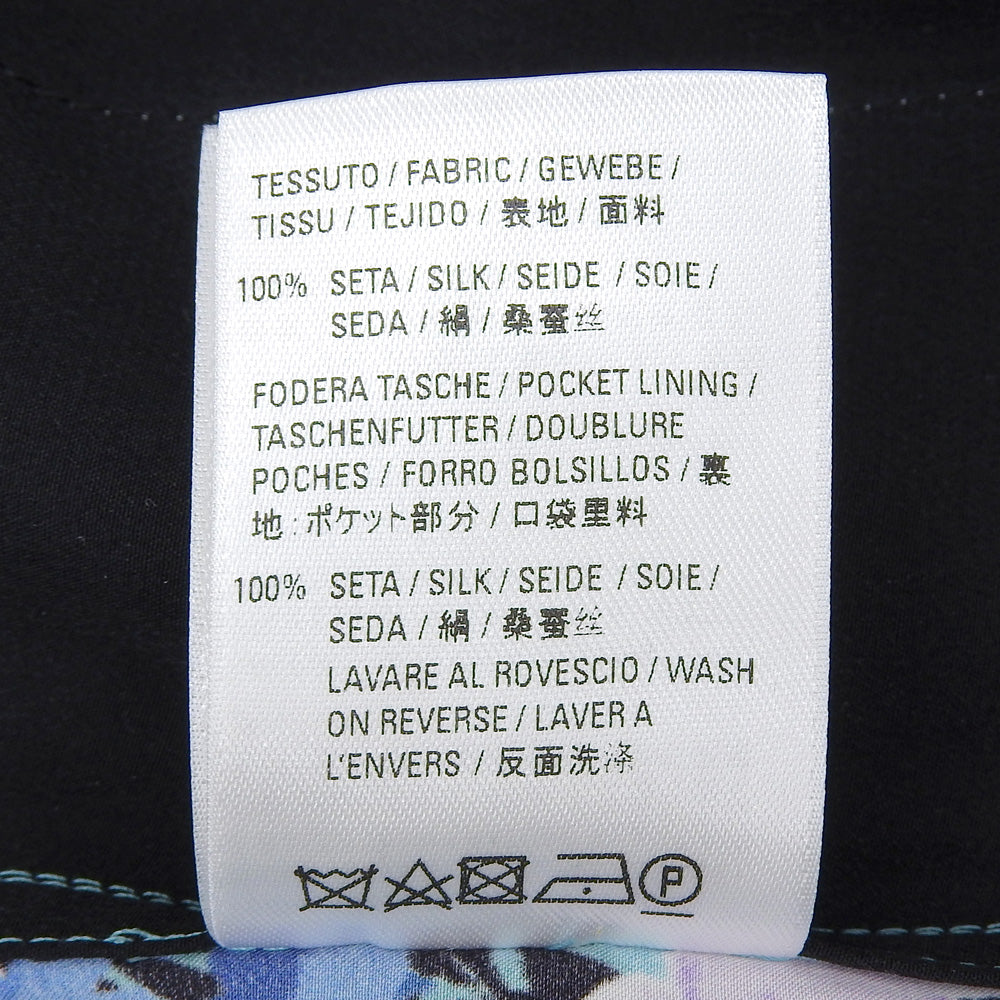 TESSUTO / FABRIC / GEWEBE /
TISSU / TEJIDO / 表地 / 面料
100% SETA / SILK / SEIDE / SOIE /
SEDA / 絹 / 桑蚕丝
FODERA TASCHE / POCKET LINING /
TASCHENFUTTER / DOUBLURE
POCHES / FORRO BOLSILLOS / 裏
地 : ポケット部分 / 口袋里料
100% SETA / SILK / SEIDE / SOIE /
SEDA / 絹 / 桑蚕丝
LAVARE AL ROVESCIO / WASH
ON REVERSE / LAVER A
L'ENVERS / 反面洗涤
P